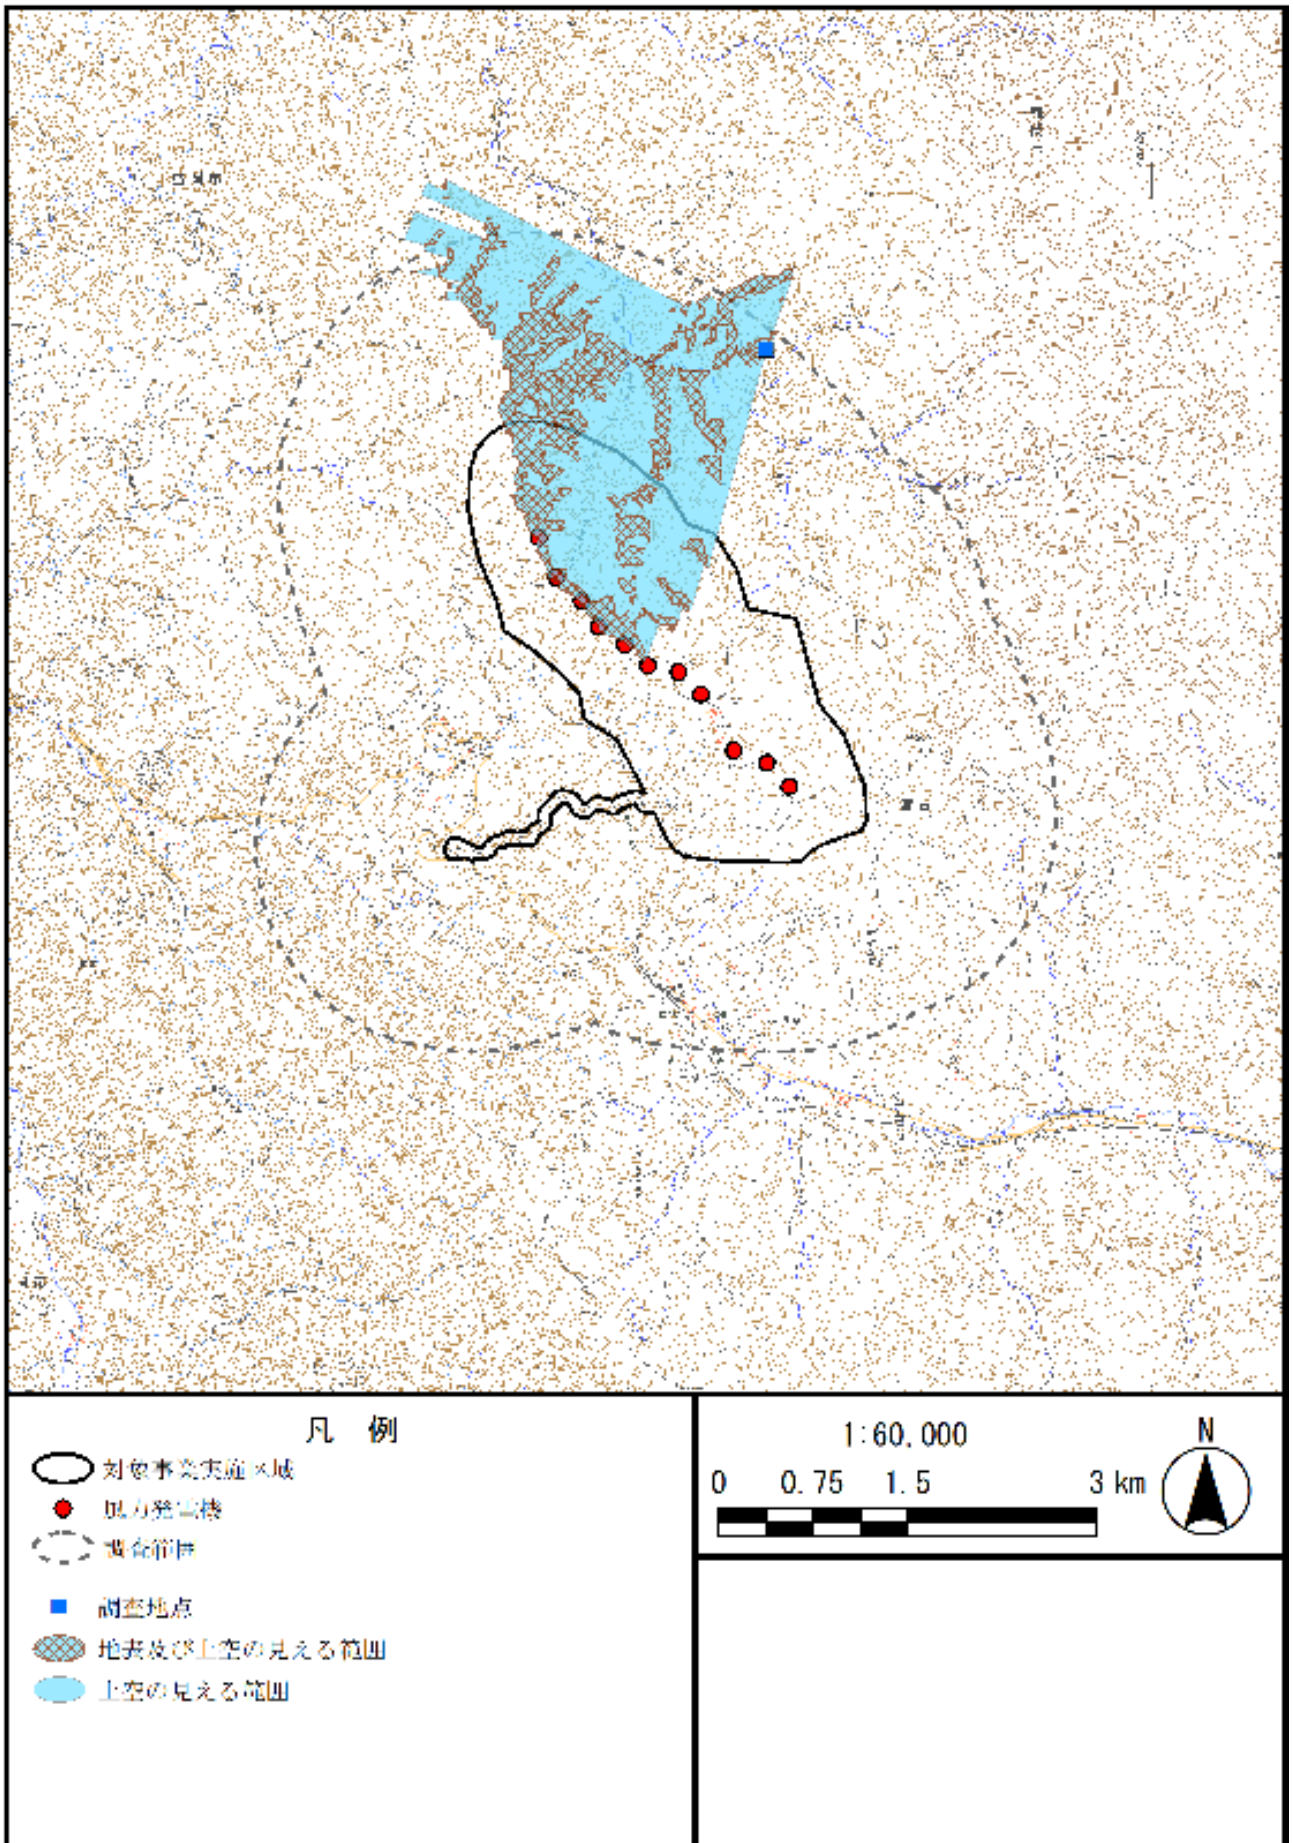 凡 例
対象事業実施区域
風力発電機
調査範囲
調査地点
地表及び上空の見える範囲
上空の見える範囲
1:60,000
0 0.75 1.5 3 km
N